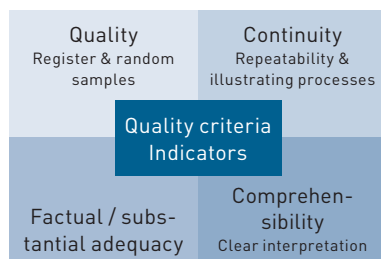 Quality
Register & random
samples
Continuity
Repeatability &
illustrating processes
Quality criteria
Indicators
Factual / subs-
tantial adequacy
Comprehen-
sibility
Clear interpretation